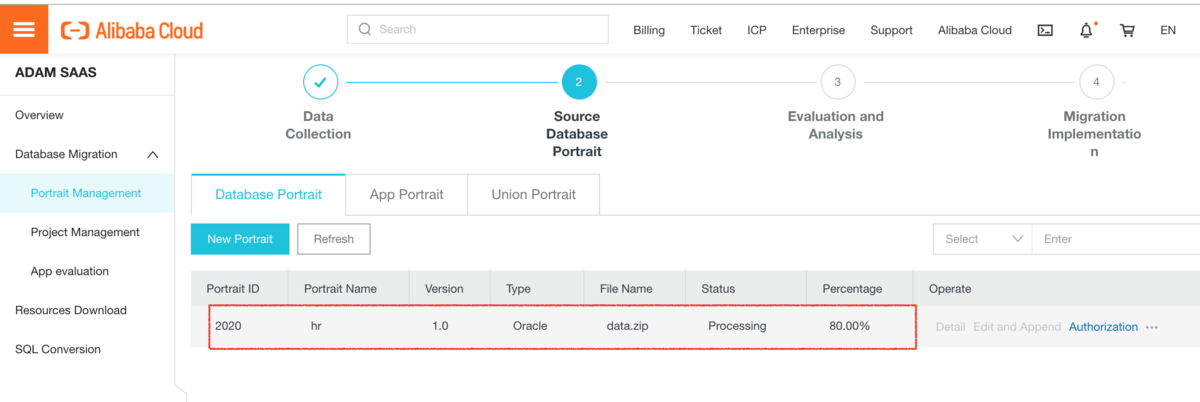 Alibaba Cloud
Search
Billing Ticket ICP Enterprise Support Alibaba Cloud EN
ADAM SAAS
Overview
Database Migration
Portrait Management
Project Management
App evaluation
Resources Download
SQL Conversion
2 3 4
Data
Collection
Source
Database
Portrait
Evaluation and
Analysis
Migration
Implementatio
n
Database Portrait App Portrait Union Portrait
New Portrait Refresh Select Enter
Portrait ID Portrait Name Version Type File Name Status Percentage Operate
2020 hr 1.0 Oracle data.zip Processing 80.00% Detail Edit and Append Authorization ···